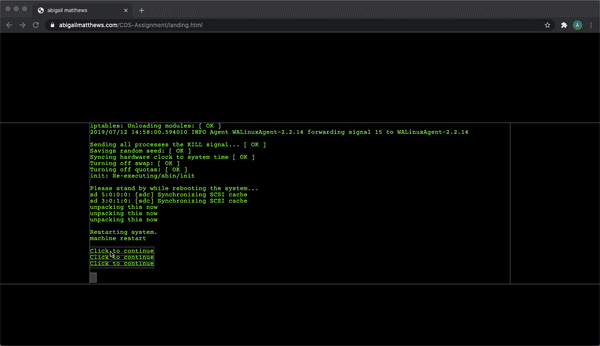 abigail matthews
abigailmatthews.com/CDS-Assignment/landing.html
iptables: Unloading modules: [ OK ]
2019/07/12 14:58:00.594010 INFO Agent WALinuxAgent-2.2.14 forwarding signal 15 to WALinuxAgent-2.2.14
Sending all processes the KILL signal... [ OK ]
Savings random seed: [ OK ]
Syncing hardware clock to system time [ OK ]
Turning off swap: [ OK ]
Turning off quotas: [ OK ]
init: Re-executing/sbin/init
Please stand by while rebooting the system...
sd 5:0:0:0: [sdc] Synchronizing SCSI cache
sd 3:0:1:0: [sdc] Synchronizing SCSI cache
unpacking this now
unpacking this now
unpacking this now
Restarting system.
machine restart
Click to continue
Click to continue
Click to continue